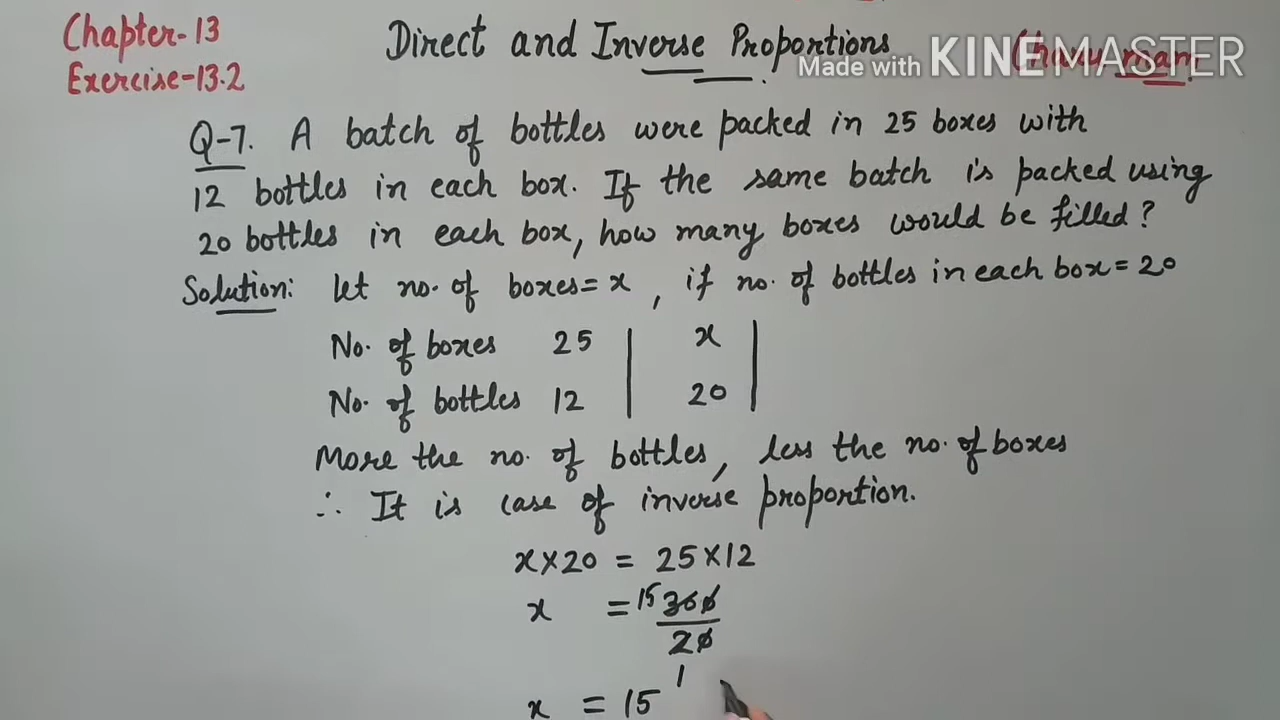 Chapter-13
Exercise-13.2
Direct and Inverse Proportions
Made with KINEMASTER
mam
Q-7. A batch of bottles were packed in 25 boxes with
12 bottles in each box. If the same batch is packed using
20 bottles in each box, how many boxes would be filled?
Solution: Let no. of boxes = x, if no. of bottles in each box = 20
No. of boxes 25 | x |
No. of bottles 12 | 20 |
More the no. of bottles, less the no. of boxes
∴ It is case of inverse proportion.
x×20 = 25×12
x = 15 300
20
1
x = 15